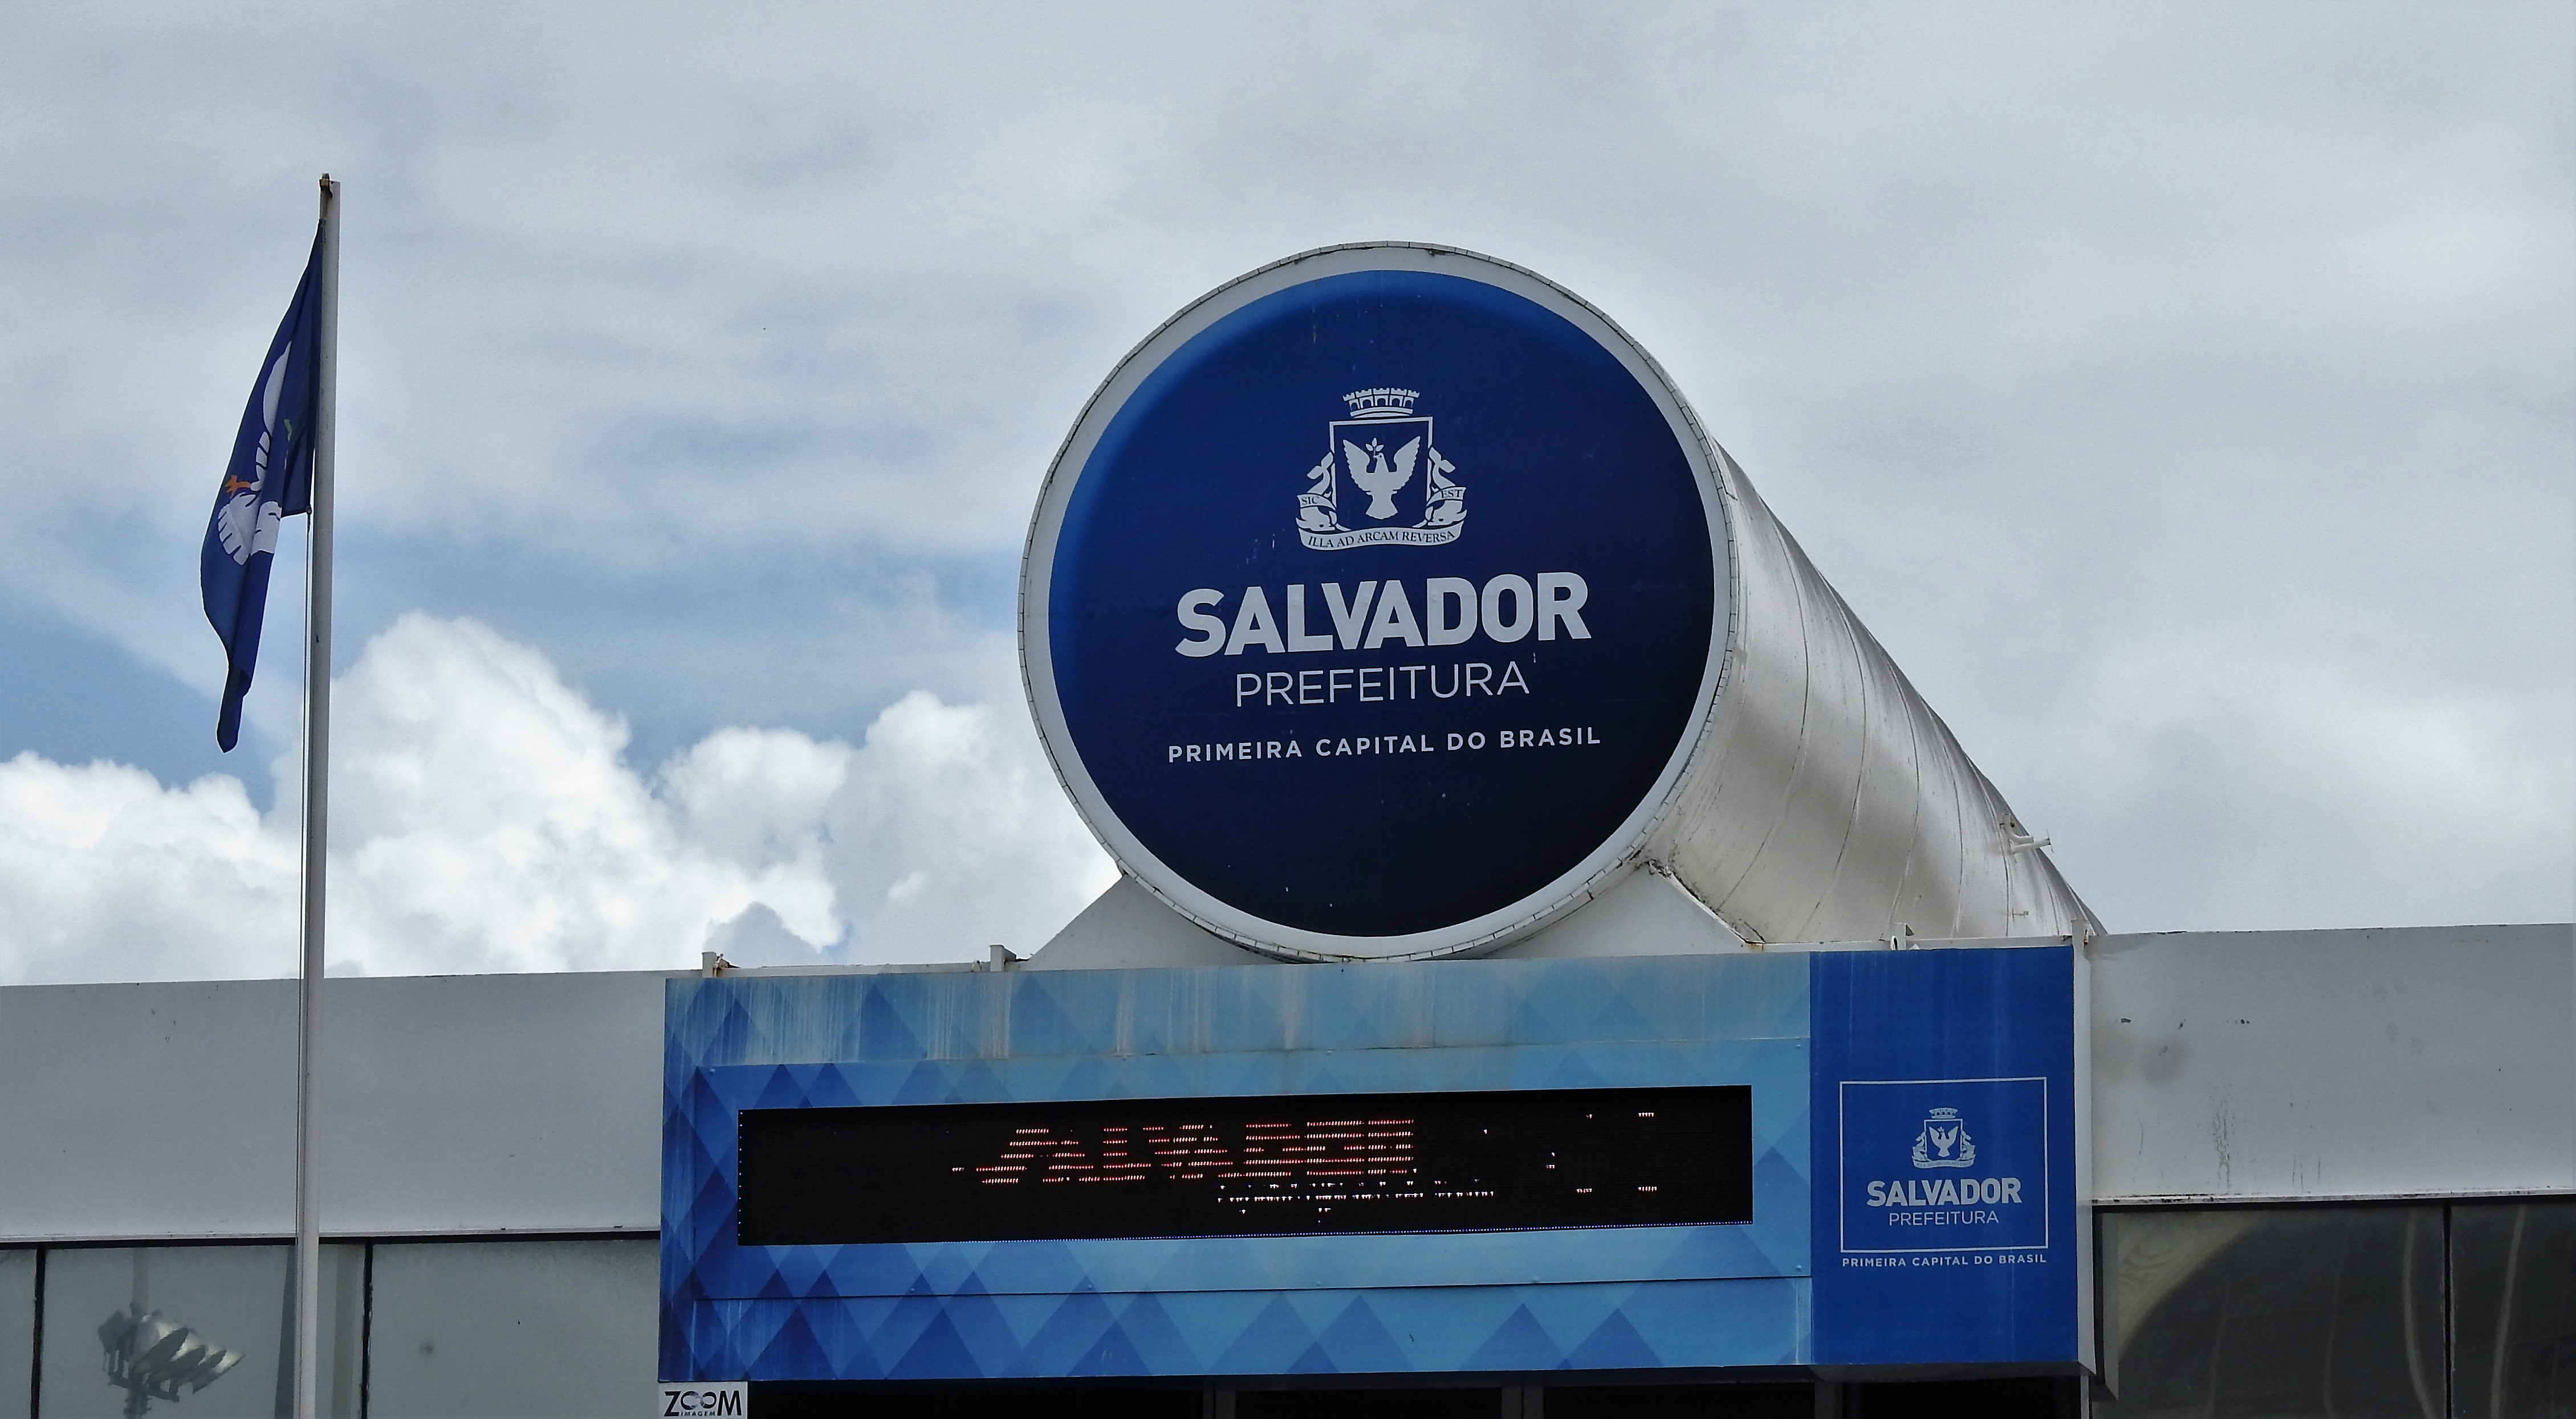 SIC EST
ILLA AD ARCAM REVERSA
SALVADOR
PREFEITURA
PRIMEIRA CAPITAL DO BRASIL
SALVADOR
PREFEITURA
PRIMEIRA CAPITAL DO BRASIL
ZOOM
IMAGEM